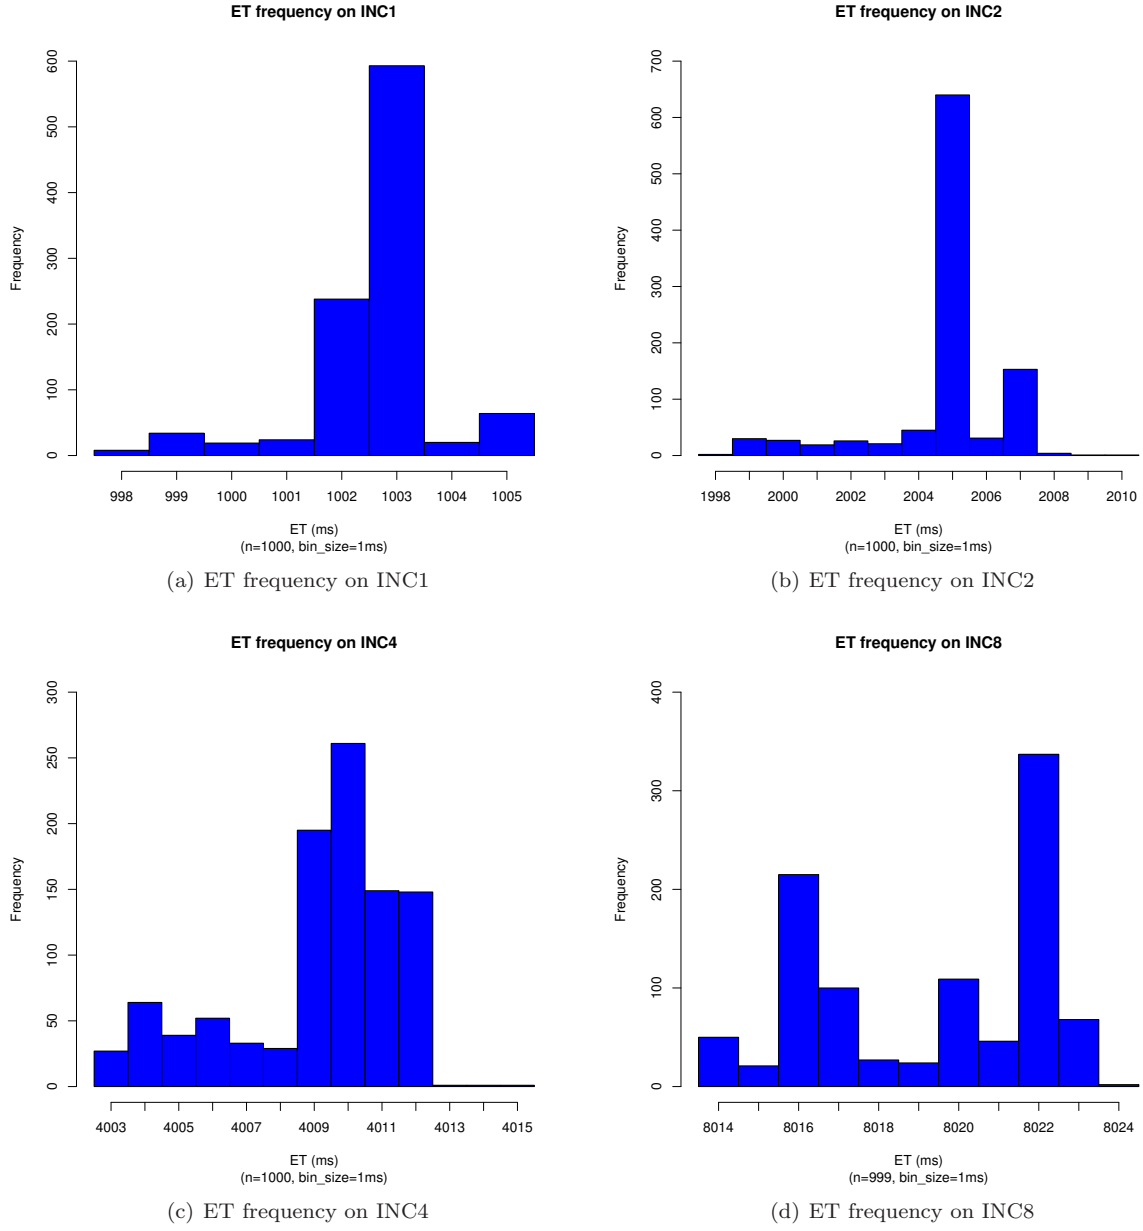 ET frequency on INC1
Frequency
0 100 200 300 400 500 600
998 999 1000 1001 1002 1003 1004 1005
ET (ms)
(n=1000, bin_size=1ms)
(a) ET frequency on INC1
ET frequency on INC2
Frequency
0 100 200 300 400 500 600 700
1998 2000 2002 2004 2006 2008 2010
ET (ms)
(n=1000, bin_size=1ms)
(b) ET frequency on INC2
ET frequency on INC4
Frequency
0 50 100 150 200 250 300
4003 4005 4007 4009 4011 4013 4015
ET (ms)
(n=1000, bin_size=1ms)
(c) ET frequency on INC4
ET frequency on INC8
Frequency
0 100 200 300 400
8014 8016 8018 8020 8022 8024
ET (ms)
(n=999, bin_size=1ms)
(d) ET frequency on INC8